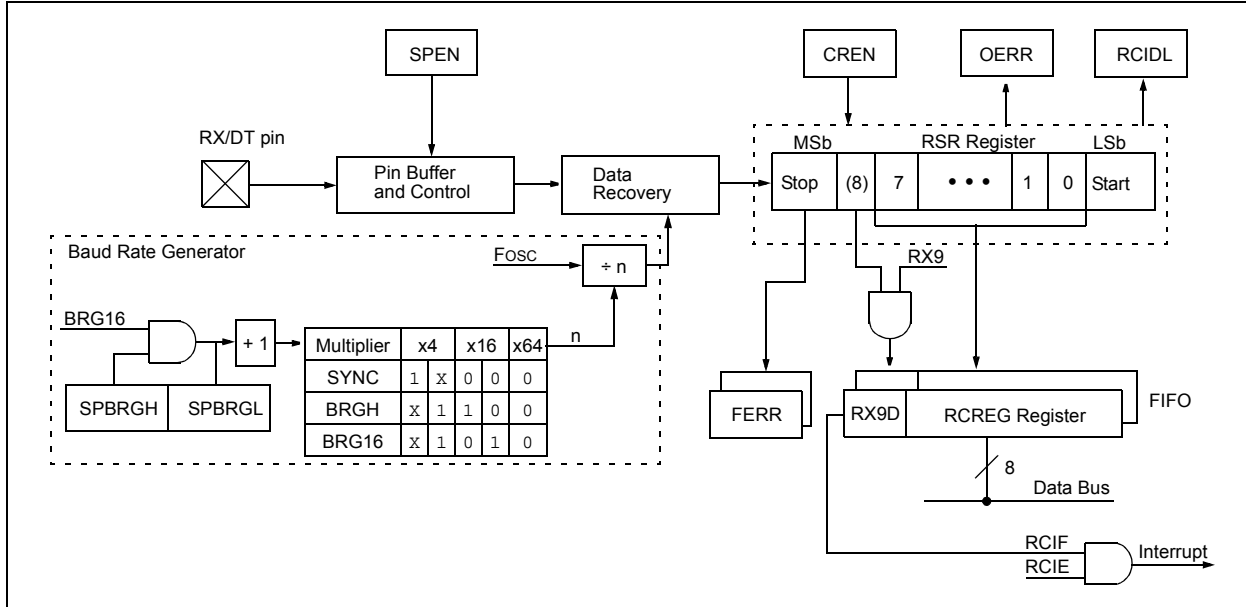 SPEN
CREN
OERR
RCIDL
RX/DT pin
Pin Buffer
and Control
Data
Recovery
MSb
RSR Register
LSb
Stop (8) 7 • • • 1 0 Start
Baud Rate Generator
FOSC
÷ n
RX9
BRG16
+ 1
n
Multiplier x4 x16 x64
SYNC 1 X 0 0 0
BRGH X 1 1 0 0
BRG16 X 1 0 1 0
SPBRGH SPBRGL
FERR
RX9D
RCREG Register
FIFO
8
Data Bus
RCIF
RCIE
Interrupt